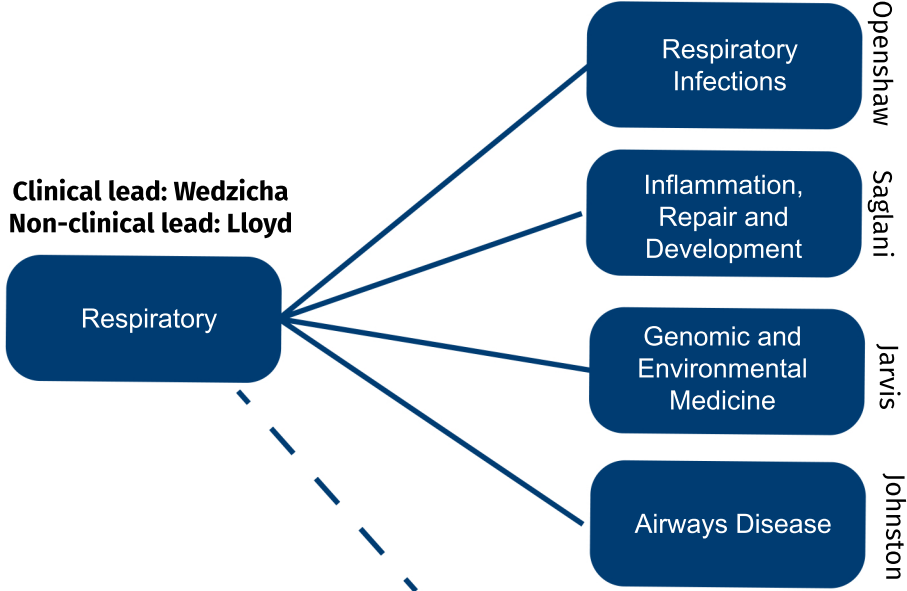 Clinical lead: Wedzicha
Non-clinical lead: Lloyd
Respiratory
Respiratory
Infections
Openshaw
Inflammation,
Repair and
Development
Saglani
Genomic and
Environmental
Medicine
Jarvis
Airways Disease
Johnston